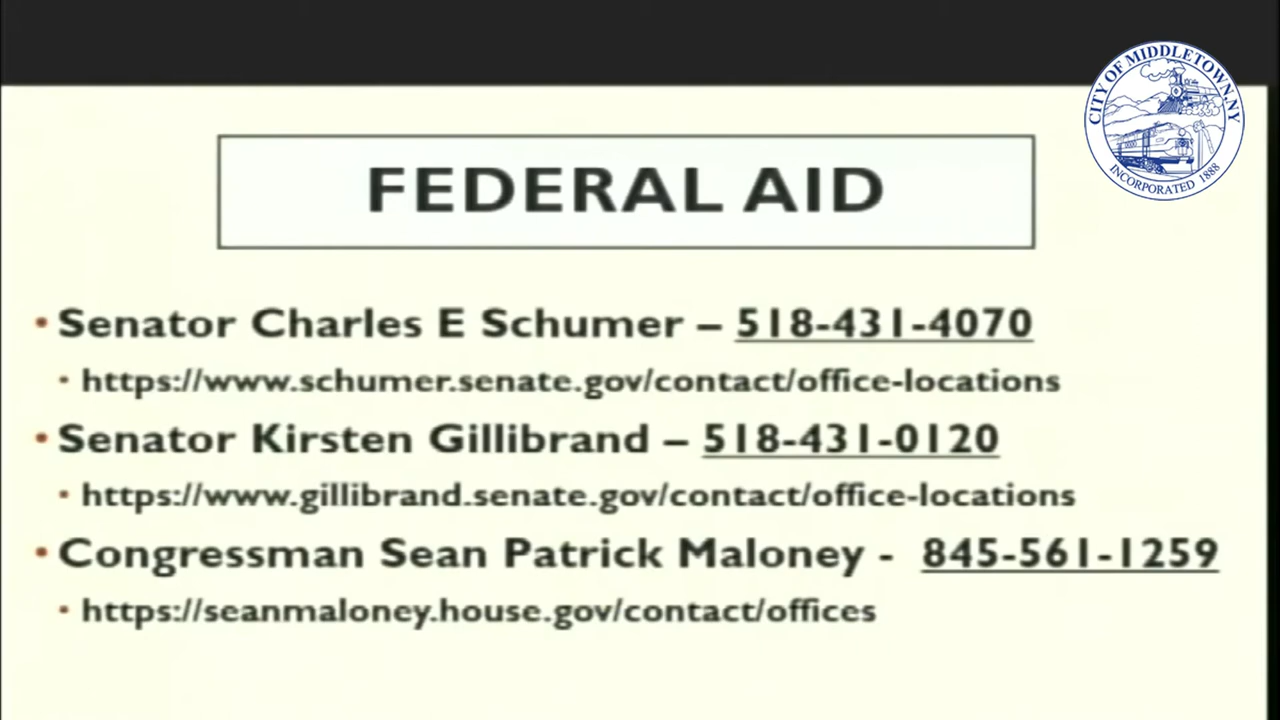 CITY OF MIDDLETOWN, NY
INCORPORATED 1888
FEDERAL AID
• Senator Charles E Schumer – 518-431-4070
• https://www.schumer.senate.gov/contact/office-locations
• Senator Kirsten Gillibrand – 518-431-0120
• https://www.gillibrand.senate.gov/contact/office-locations
• Congressman Sean Patrick Maloney - 845-561-1259
• https://seanmaloney.house.gov/contact/offices